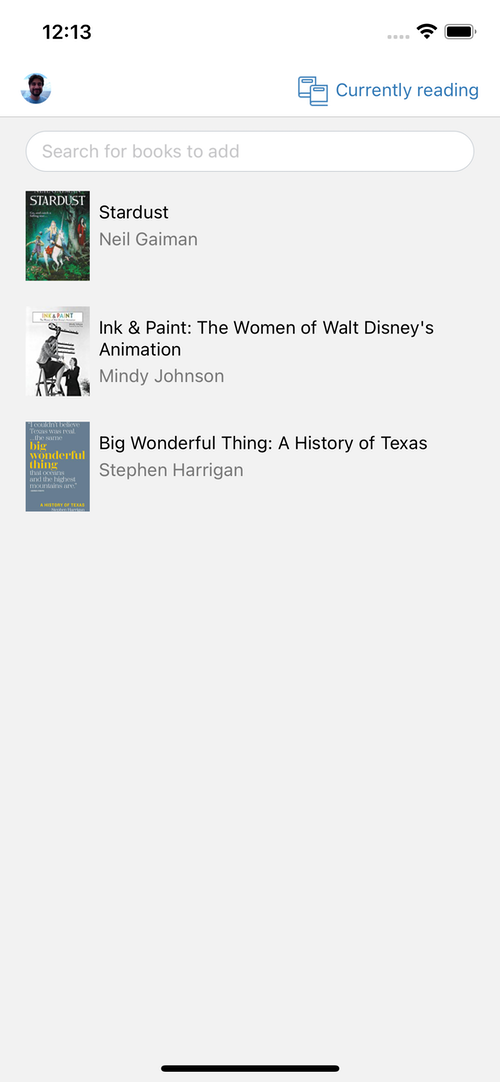 12:13
Currently reading
Search for books to add
STARDUST
Stardust
Neil Gaiman
INK & PAINT
Ink & Paint: The Women of Walt Disney's
Animation
Mindy Johnson
"I couldn't believe
Texas was real.
...the same
big
wonderful
thing
that oceans
and the highest
mountains are."
A HISTORY OF TEXAS
Stephen Harrigan
Big Wonderful Thing: A History of Texas
Stephen Harrigan